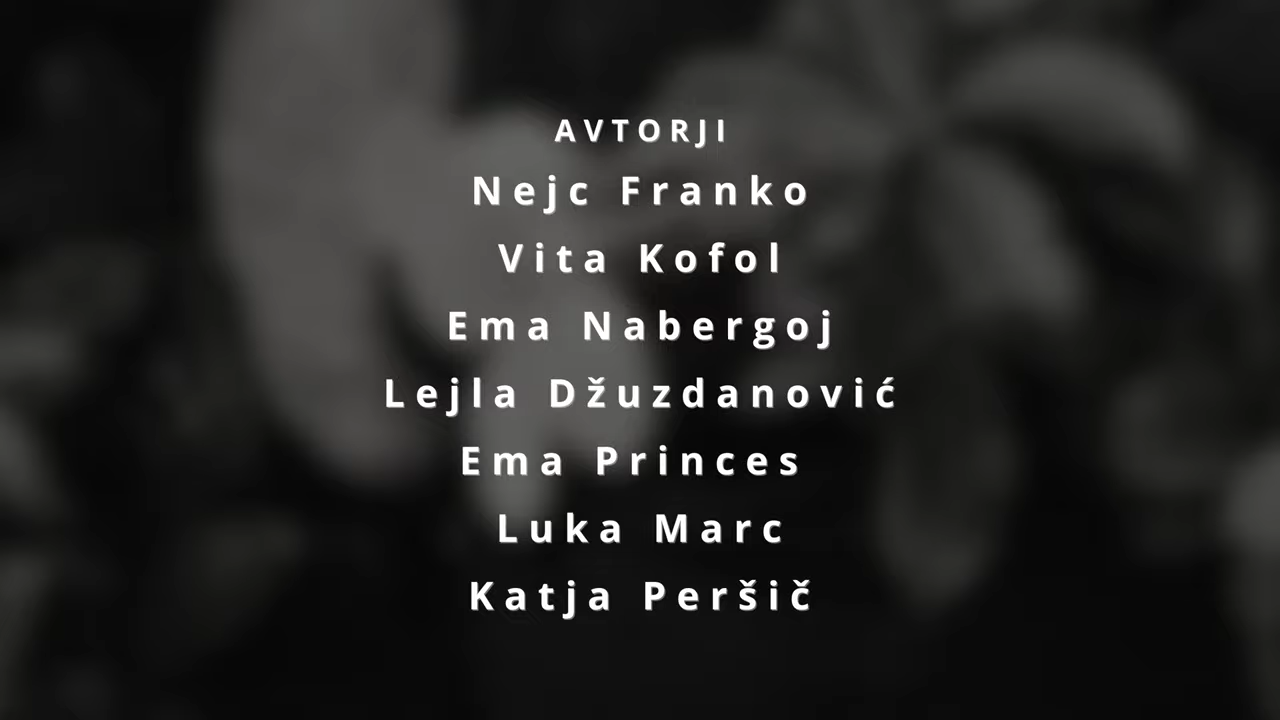 AVTORJI
Nejc Franko
Vita Kofol
Ema Nabergoj
Lejla Džuzdanović
Ema Princes
Luka Marc
Katja Peršič